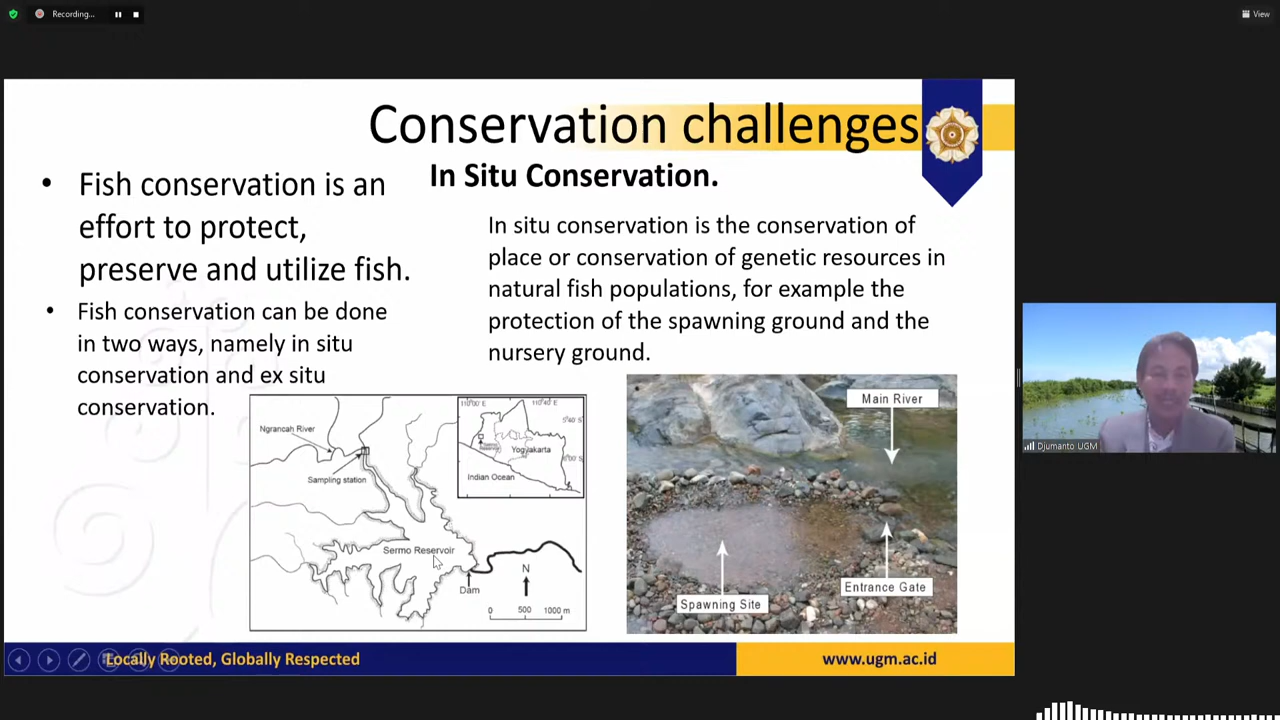 Recording...
View
Conservation challenges
In Situ Conservation.
• Fish conservation is an
effort to protect,
preserve and utilize fish.
• Fish conservation can be done
in two ways, namely in situ
conservation and ex situ
conservation.
In situ conservation is the conservation of
place or conservation of genetic resources in
natural fish populations, for example the
protection of the spawning ground and the
nursery ground.
Ngrancah River
Sampling station
Sermo Reservoir
Dam
N
0 500 1000 m
110°00' E 110°40' E
Yogyakarta
Indian Ocean
Main River
Spawning Site
Entrance Gate
Djumanto UGM
Locally Rooted, Globally Respected
www.ugm.ac.id